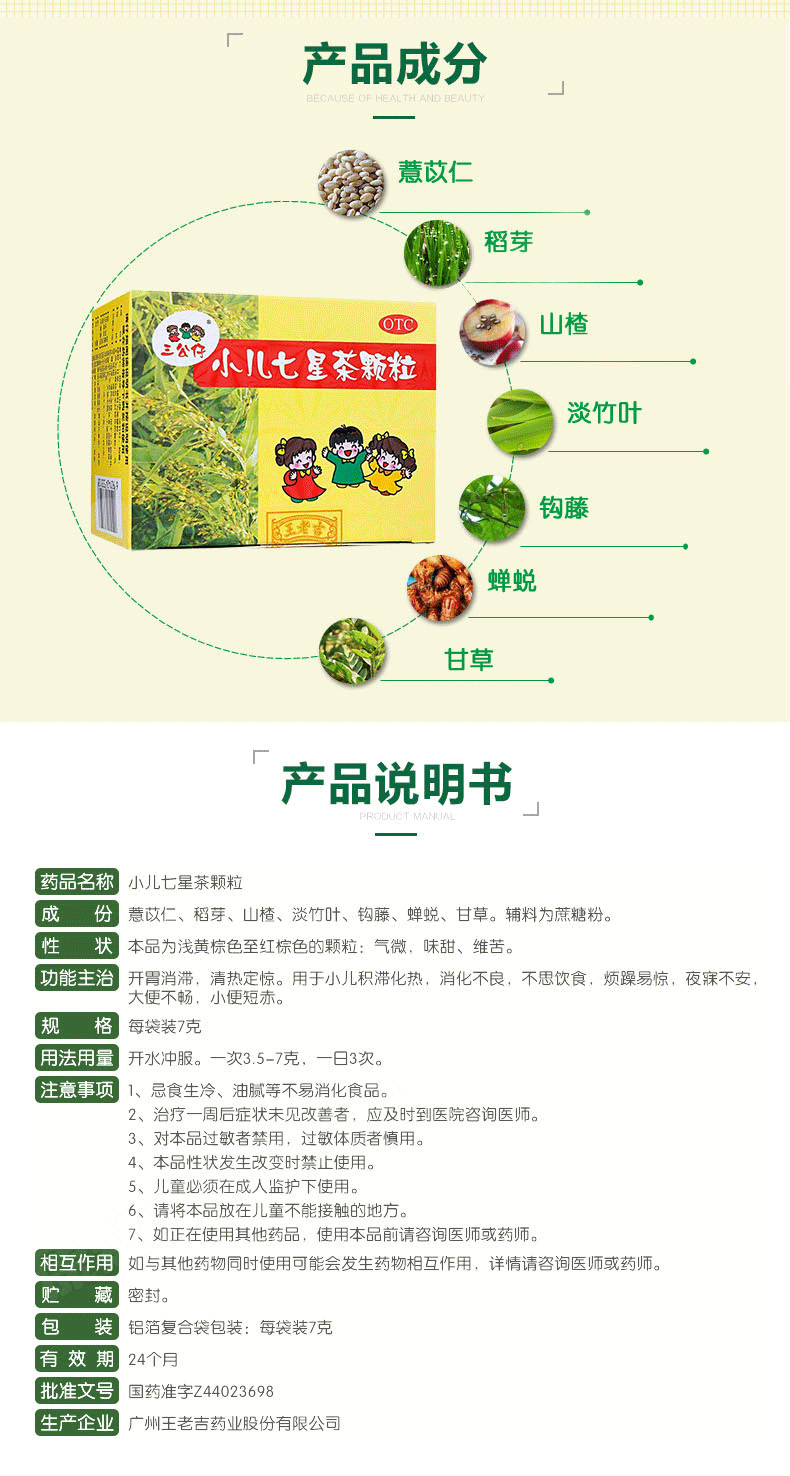 产品成分
BECAUSE OF HEALTH AND BEAUTY
薏苡仁
稻芽
山楂
淡竹叶
钩藤
蝉蜕
甘草
OTC
三公仔
小儿七星茶颗粒
王老吉
产品说明书
PRODUCT MANUAL
药品名称 小儿七星茶颗粒
成 份 薏苡仁、稻芽、山楂、淡竹叶、钩藤、蝉蜕、甘草。辅料为蔗糖粉。
性 状 本品为浅黄棕色至红棕色的颗粒；气微，味甜、维苦。
功能主治 开胃消滞，清热定惊。用于小儿积滞化热，消化不良，不思饮食，烦躁易惊，夜寐不安，
大便不畅，小便短赤。
规 格 每袋装7克
用法用量 开水冲服。一次3.5-7克，一日3次。
注意事项 1、忌食生冷、油腻等不易消化食品。
2、治疗一周后症状未见改善者，应及时到医院咨询医师。
3、对本品过敏者禁用，过敏体质者慎用。
4、本品性状发生改变时禁止使用。
5、儿童必须在成人监护下使用。
6、请将本品放在儿童不能接触的地方。
7、如正在使用其他药品，使用本品前请咨询医师或药师。
相互作用 如与其他药物同时使用可能会发生药物相互作用，详情请咨询医师或药师。
贮 藏 密封。
包 装 铝箔复合袋包装；每袋装7克
有 效 期 24个月
批准文号 国药准字Z44023698
生产企业 广州王老吉药业股份有限公司